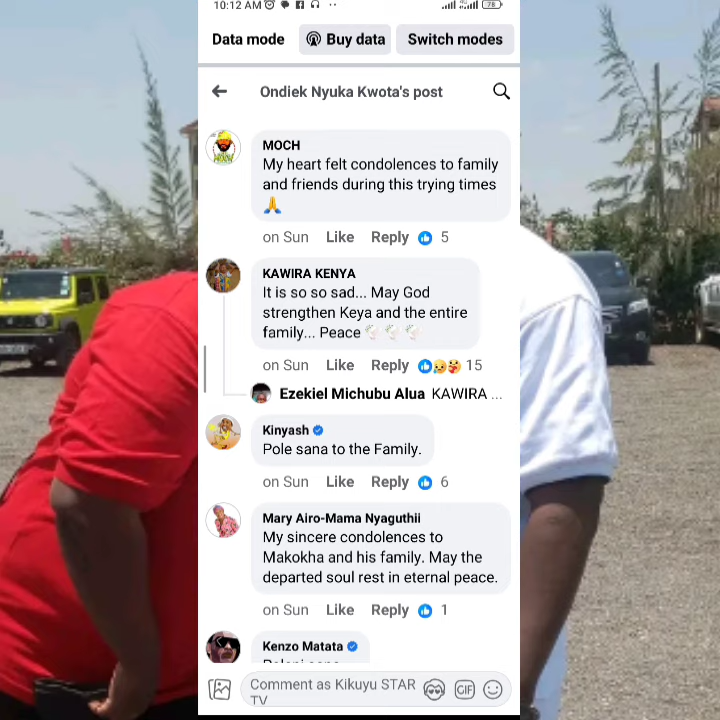 10:12 AM
78
Data mode
Buy data
Switch modes
Ondiek Nyuka Kwota's post
MOCH
My heart felt condolences to family
and friends during this trying times
🙏
on Sun Like Reply 5
KAWIRA KENYA
It is so so sad... May God
strengthen Keya and the entire
family... Peace 🕊 🕊 🕊
on Sun Like Reply 15
Ezekiel Michubu Alua KAWIRA ...
Kinyash
Pole sana to the Family.
on Sun Like Reply 6
Mary Airo-Mama Nyaguthii
My sincere condolences to
Makokha and his family. May the
departed soul rest in eternal peace.
on Sun Like Reply 1
Kenzo Matata
Comment as Kikuyu STAR
TV
GIF